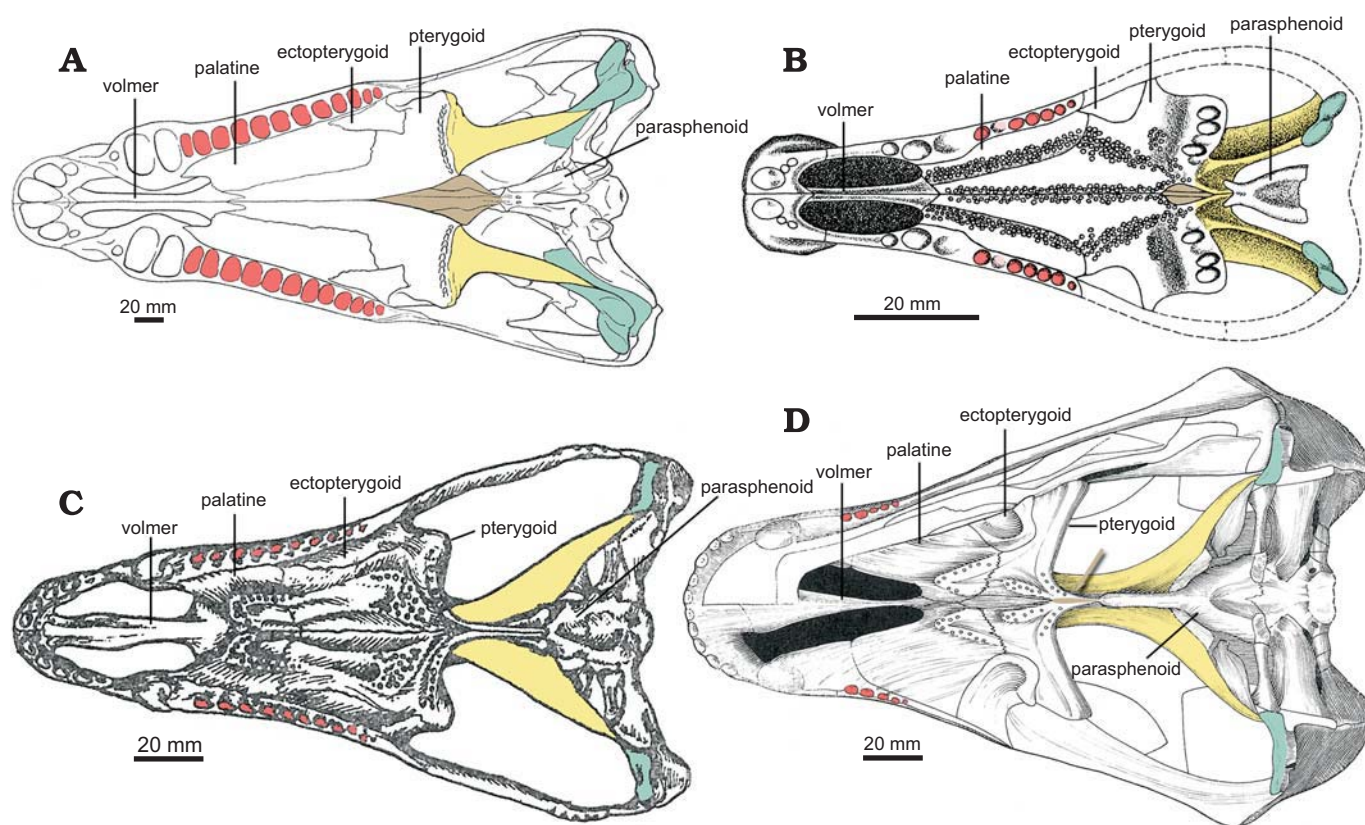 A
volmer
palatine
ectopterygoid
pterygoid
parasphenoid
20 mm
B
volmer
palatine
ectopterygoid
pterygoid
parasphenoid
20 mm
C
volmer
palatine
ectopterygoid
pterygoid
parasphenoid
20 mm
D
volmer
palatine
ectopterygoid
pterygoid
parasphenoid
20 mm